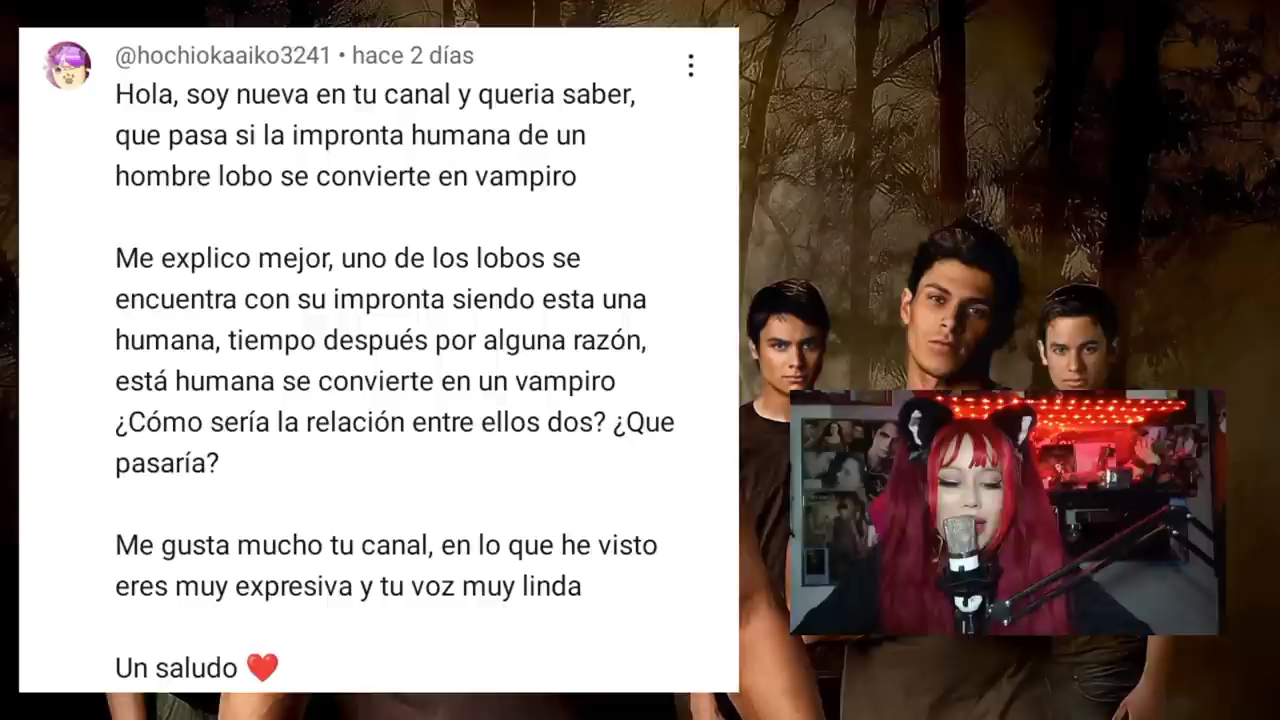 @hochiokaaiko3241 • hace 2 días
Hola, soy nueva en tu canal y queria saber,
que pasa si la impronta humana de un
hombre lobo se convierte en vampiro
Me explico mejor, uno de los lobos se
encuentra con su impronta siendo esta una
humana, tiempo después por alguna razón,
está humana se convierte en un vampiro
¿Cómo sería la relación entre ellos dos? ¿Que
pasaría?
Me gusta mucho tu canal, en lo que he visto
eres muy expresiva y tu voz muy linda
Un saludo ❤️